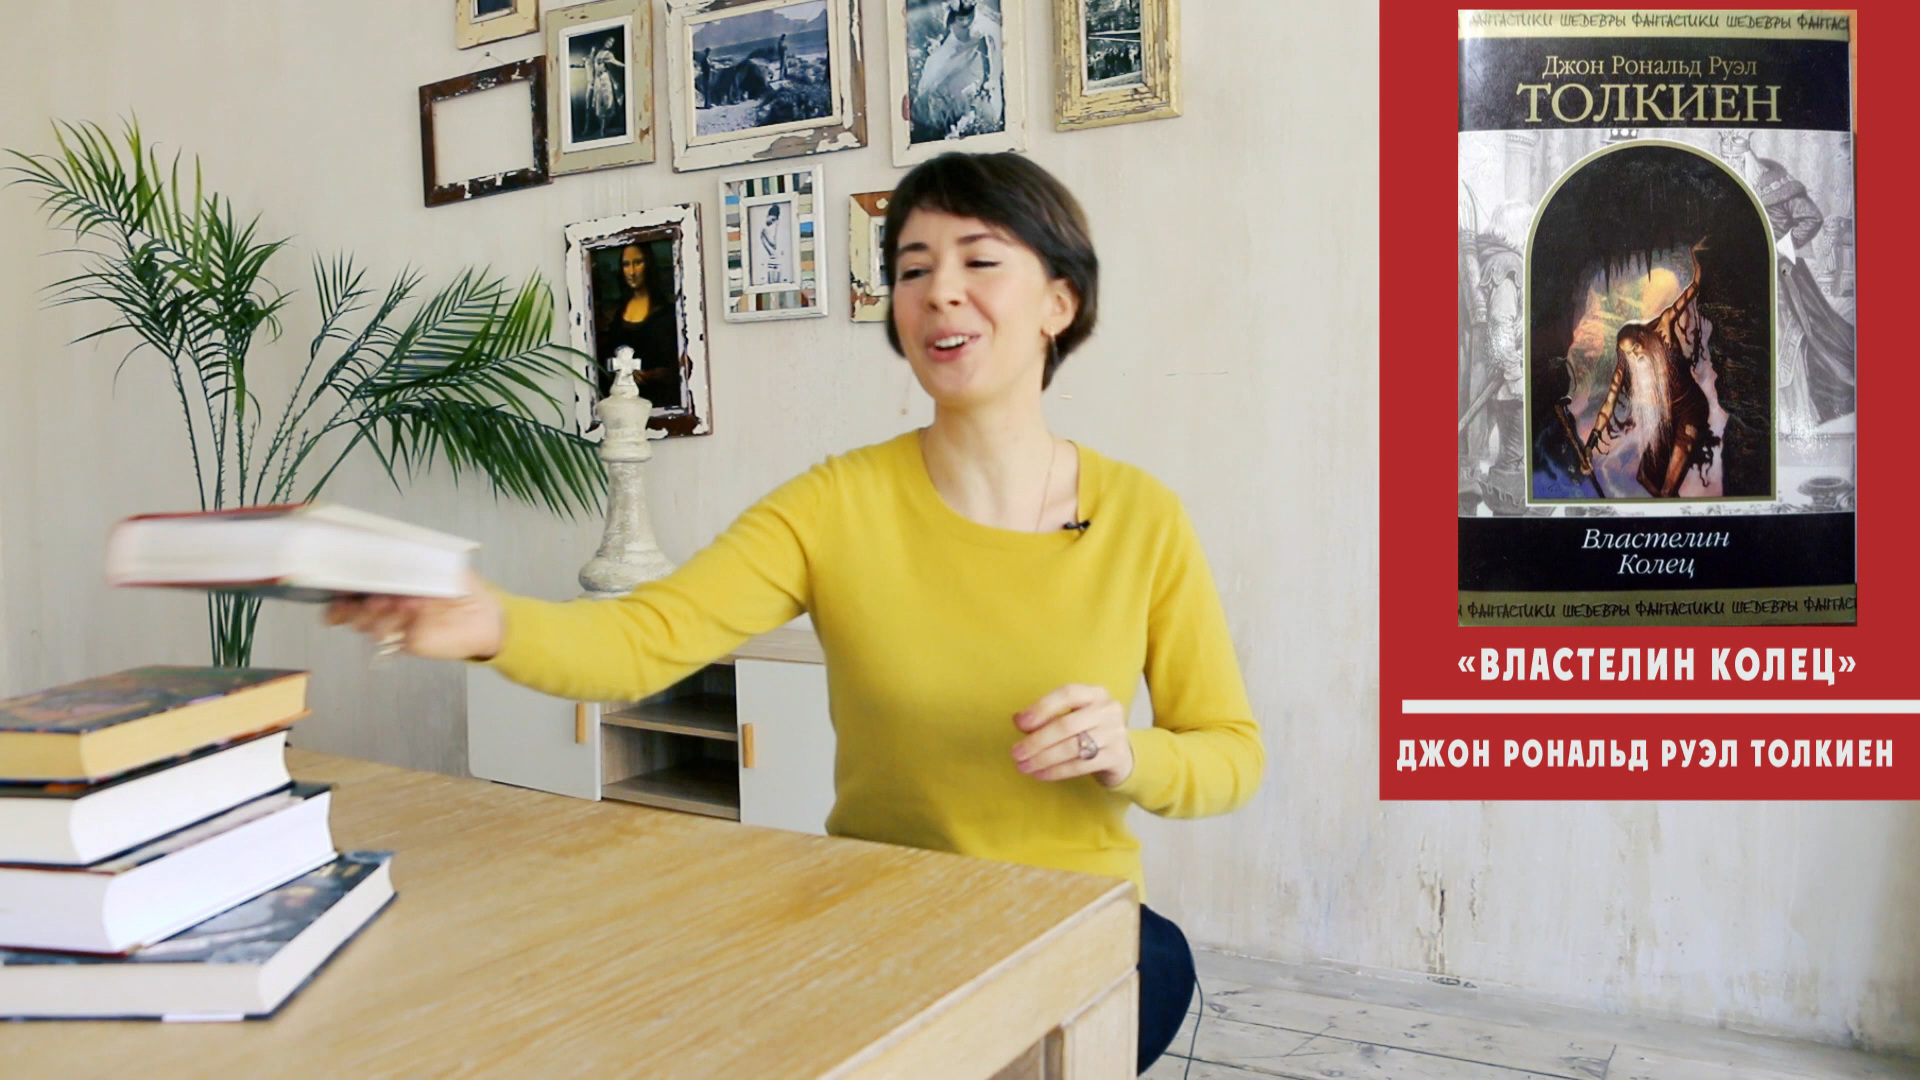 ФАНТАСТИКИ ШЕДЕВРЫ ФАНТАСТИКИ ШЕДЕВРЫ ФАНТАС
Джон Рональд Руэл
ТОЛКИЕН
Властелин
Колец
ФАНТАСТИКИ ШЕДЕВРЫ ФАНТАСТИКИ ШЕДЕВРЫ ФАНТАС
«ВЛАСТЕЛИН КОЛЕЦ»
ДЖОН РОНАЛЬД РУЭЛ ТОЛКИЕН